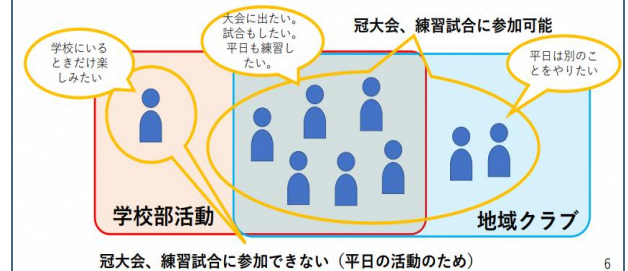 学校にいる
ときだけ楽
しみたい
大会に出たい。
試合もしたい。
平日も練習し
たい。
冠大会、練習試合に参加可能
平日は別のこ
とをやりたい
学校部活動
地域クラブ
冠大会、練習試合に参加できない（平日の活動のため）
6